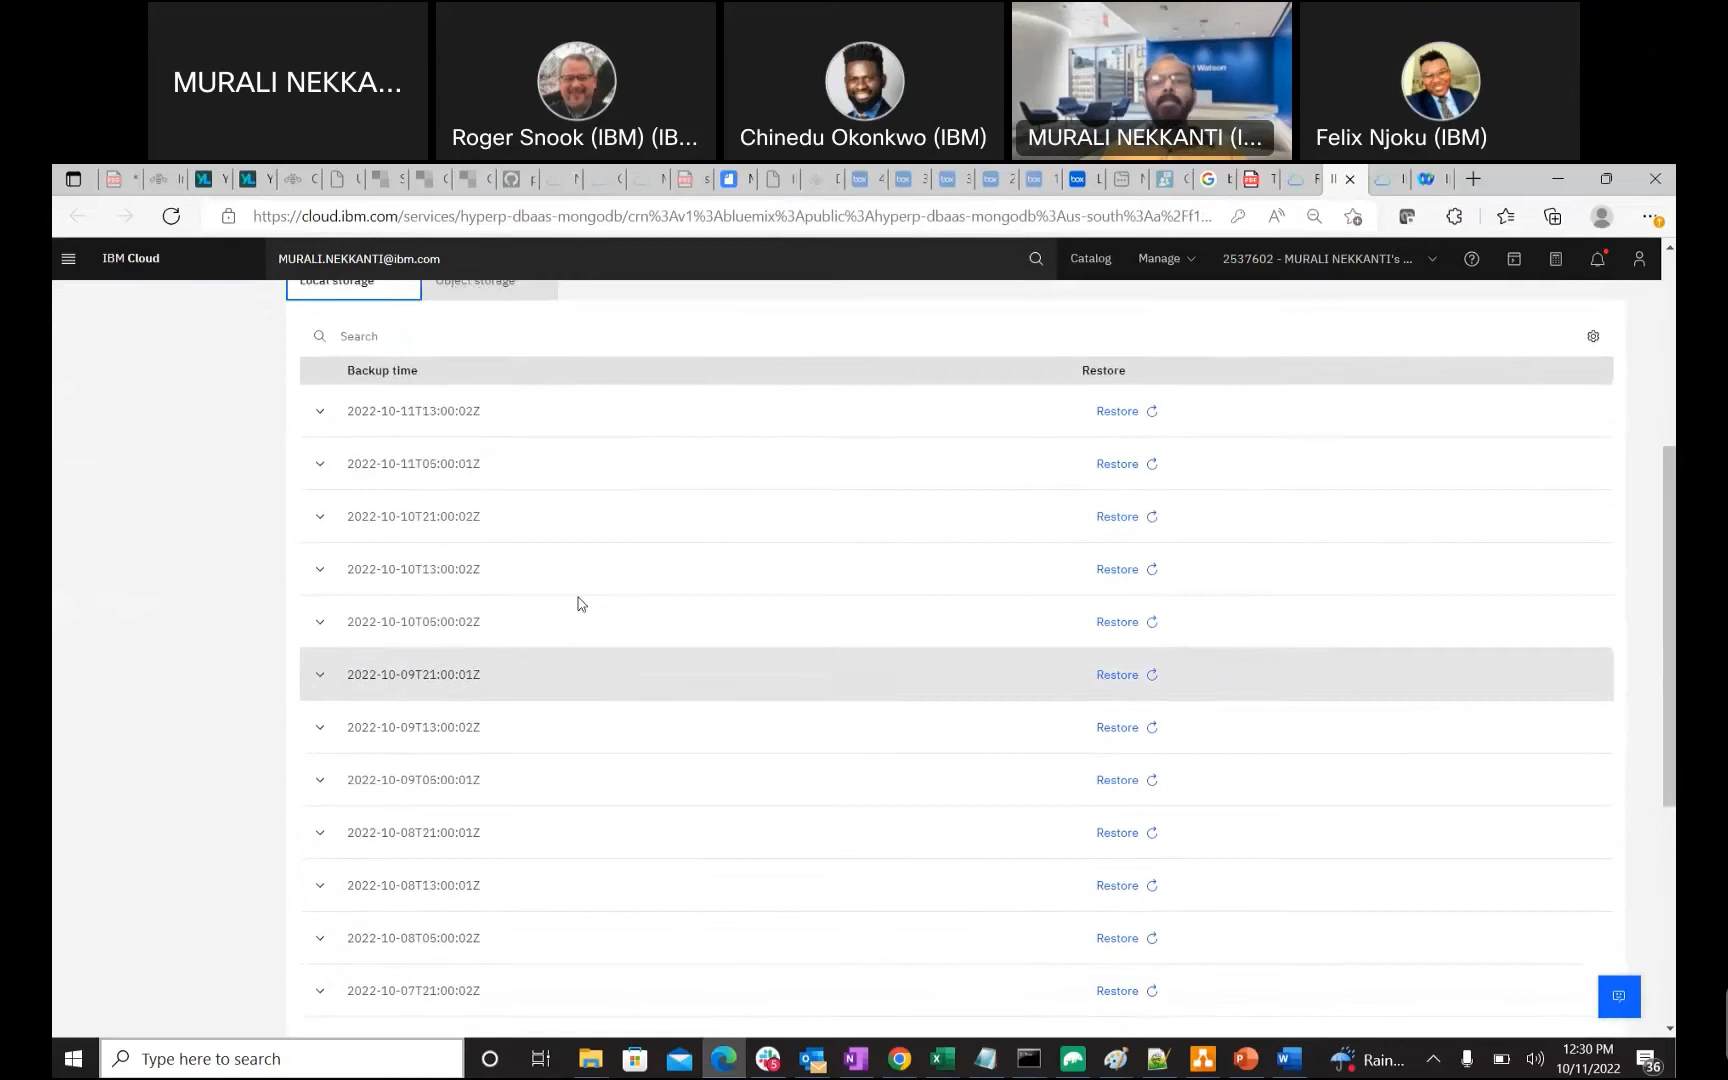 MURALI NEKKA...
Roger Snook (IBM) (IB...
Chinedu Okonkwo (IBM)
MURALI NEKKANTI (I...
Felix Njoku (IBM)
https://cloud.ibm.com/services/hyperp-dbaas-mongodb/crn%3Av1%3Abluemix%3Apublic%3Ahyperp-dbaas-mongodb%3Aus-south%3Aa%2Ff1...
IBM Cloud
MURALI.NEKKANTI@ibm.com
Catalog
Manage
2537602 - MURALI NEKKANTI's ...
Local storage
Object storage
Search
Backup time Restore
2022-10-11T13:00:02Z Restore
2022-10-11T05:00:01Z Restore
2022-10-10T21:00:02Z Restore
2022-10-10T13:00:02Z Restore
2022-10-10T05:00:02Z Restore
2022-10-09T21:00:01Z Restore
2022-10-09T13:00:02Z Restore
2022-10-09T05:00:01Z Restore
2022-10-08T21:00:01Z Restore
2022-10-08T13:00:01Z Restore
2022-10-08T05:00:02Z Restore
2022-10-07T21:00:02Z Restore
Type here to search
Rain...
12:30 PM
10/11/2022
36